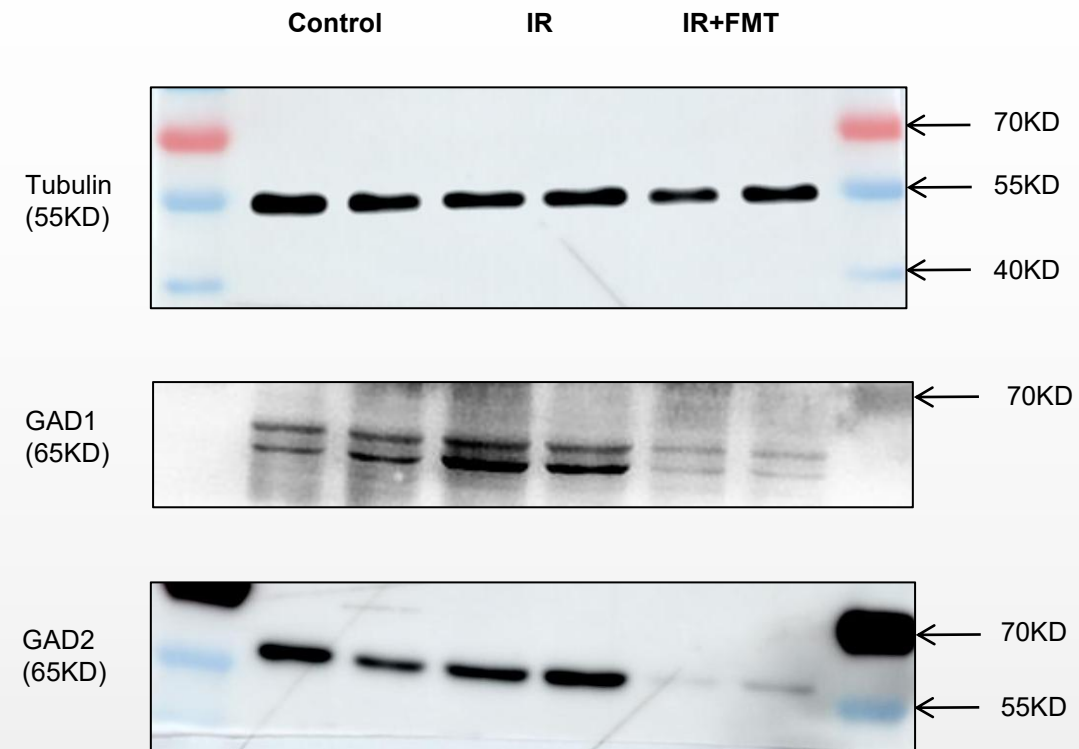 Control IR IR+FMT
70KD
Tubulin
(55KD)
55KD
40KD
70KD
GAD1
(65KD)
GAD2
(65KD)
70KD
55KD